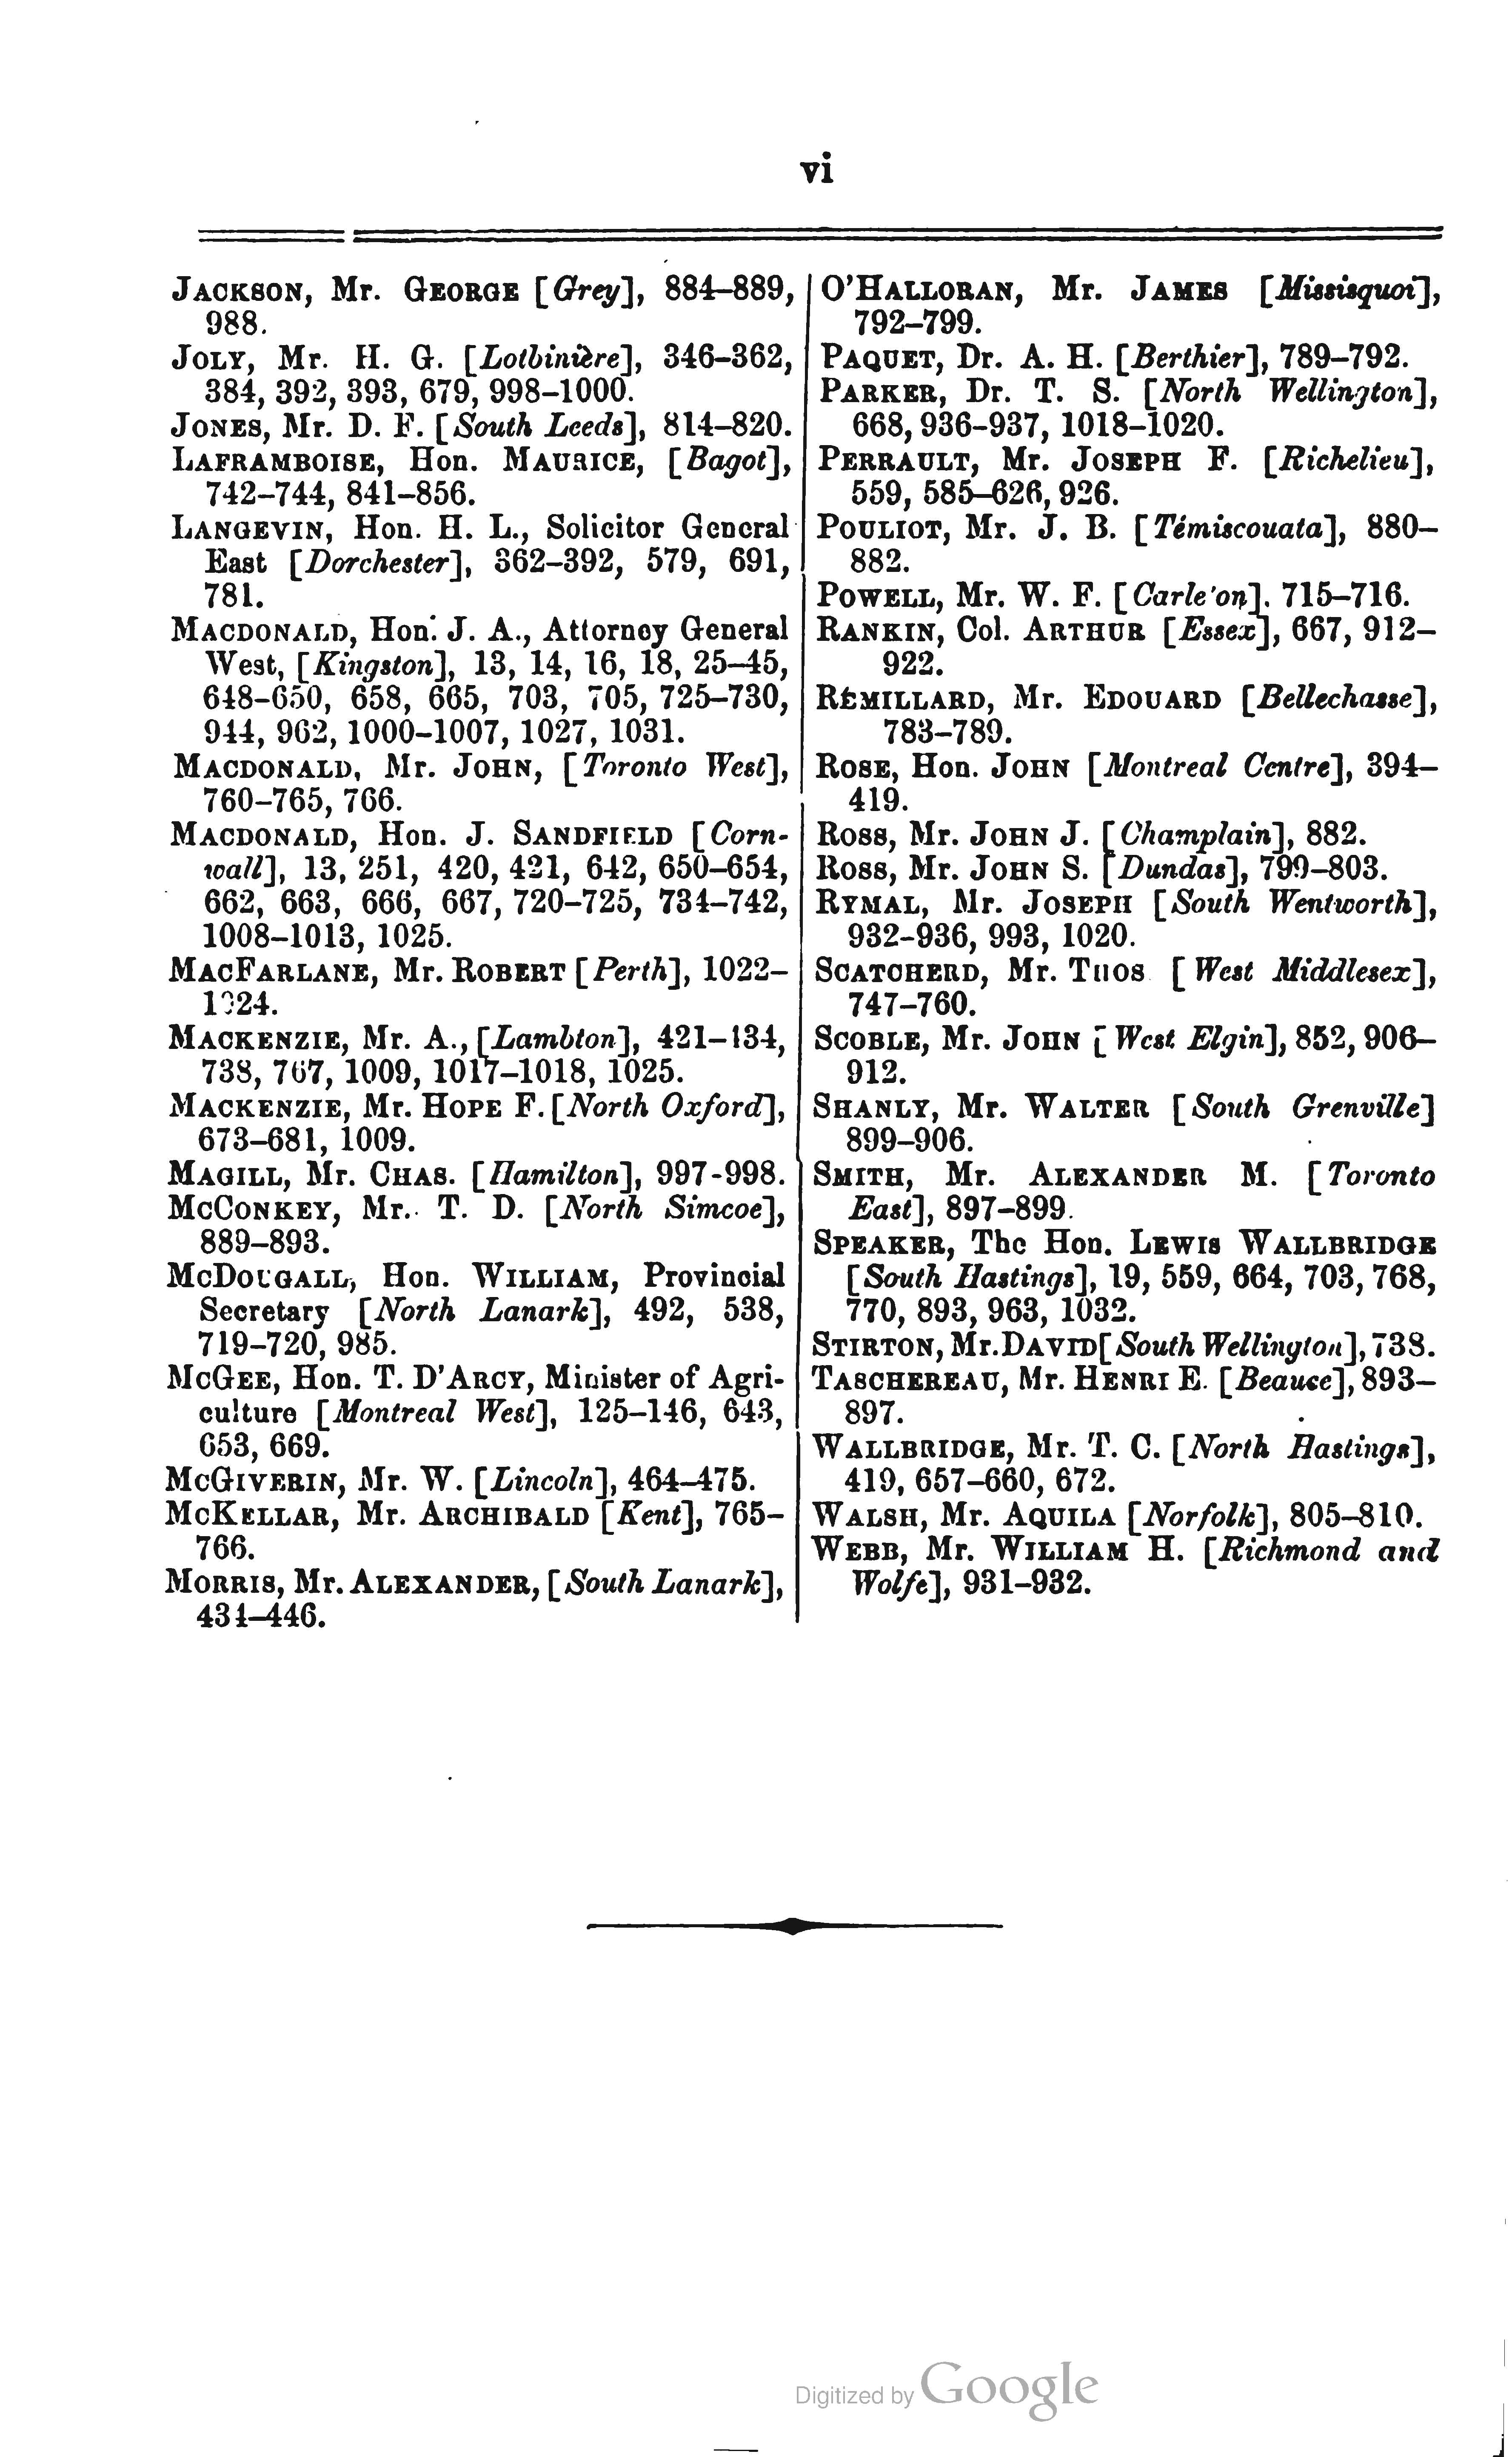 vi
JACKSON, Mr. GEORGE [Grey], 884–889,
988.
JOLY, Mr. H. G. [Lotbinière], 346–362,
384, 392, 393, 679, 998–1000.
JONES, Mr. D. F. [South Leeds], 814–820.
LAFRAMBOISE, Hon. MAURICE, [Bagot],
742–744, 841–856.
LANGEVIN, Hon. H. L., Solicitor General
East [Dorchester], 362–392, 579, 691,
781.
MACDONALD, Hon. J. A., Attorney General
West, [Kingston], 13, 14, 16, 18, 25–45,
648–650, 658, 665, 703, 705, 725–730,
944, 962, 1000–1007, 1027, 1031.
MACDONALD, Mr. JOHN, [Toronto West],
760–765, 766.
MACDONALD, Hon. J. SANDFIELD [Corn-
wall], 13, 251, 420, 421, 642, 650–654,
662, 663, 666, 667, 720–725, 734–742,
1008–1013, 1025.
MACFARLANE, Mr. ROBERT [Perth], 1022–
1024.
MACKENZIE, Mr. A., [Lambton], 421–434,
738, 767, 1009, 1017–1018, 1025.
MACKENZIE, Mr. HOPE F. [North Oxford],
673–681, 1009.
MAGILL, Mr. CHAS. [Hamilton], 997-998.
MCCONKEY, Mr. T. D. [North Simcoe],
889–893.
MCDOUGALL, Hon. WILLIAM, Provincial
Secretary [North Lanark], 492, 538,
719–720, 985.
MCGEE, Hon. T. D'ARCY, Minister of Agri-
culture [Montreal West], 125–146, 643,
653, 669.
MCGIVERIN, Mr. W. [Lincoln], 464–475.
MCKELLAR, Mr. ARCHIBALD [Kent], 765–
766.
MORRIS, Mr. ALEXANDER, [South Lanark],
434–446.
O'HALLORAN, Mr. JAMES [Missisquoi],
792–799.
PAQUET, Dr. A. H. [Berthier], 789–792.
PARKER, Dr. T. S. [North Wellington],
668, 936–937, 1018–1020.
PERRAULT, Mr. JOSEPH F. [Richelieu],
559, 585–626, 926.
POULIOT, Mr. J. B. [Témiscouata], 880–
882.
POWELL, Mr. W. F. [Carle'on], 715–716.
RANKIN, Col. ARTHUR [Essex], 667, 912–
922.
RÉMILLARD, Mr. EDOUARD [Bellechasse],
783–789.
ROSE, Hon. JOHN [Montreal Centre], 394–
419.
ROSS, Mr. JOHN J. [Champlain], 882.
ROSS, Mr. JOHN S. [Dundas], 799–803.
RYMAL, Mr. JOSEPH [South Wentworth],
932–936, 993, 1020.
SCATCHERD, Mr. THOS [West Middlesex],
747–760.
SCOBLE, Mr. JOHN [West Elgin], 852, 906–
912.
SHANLY, Mr. WALTER [South Grenville]
899–906.
SMITH, Mr. ALEXANDER M. [Toronto
East], 897–899.
SPEAKER, The Hon. LEWIS WALLBRIDGE
[South Hastings], 19, 559, 664, 703, 768,
770, 893, 963, 1032.
STIRTON, Mr. DAVID [South Wellington], 738.
TASCHEREAU, Mr. HENRI E. [Beauce], 893–
897.
WALLBRIDGE, Mr. T. C. [North Hastings],
419, 657–660, 672.
WALSH, Mr. AQUILA [Norfolk], 805–810.
WEBB, Mr. WILLIAM H. [Richmond and
Wolfe], 931–932.
Digitized by Google